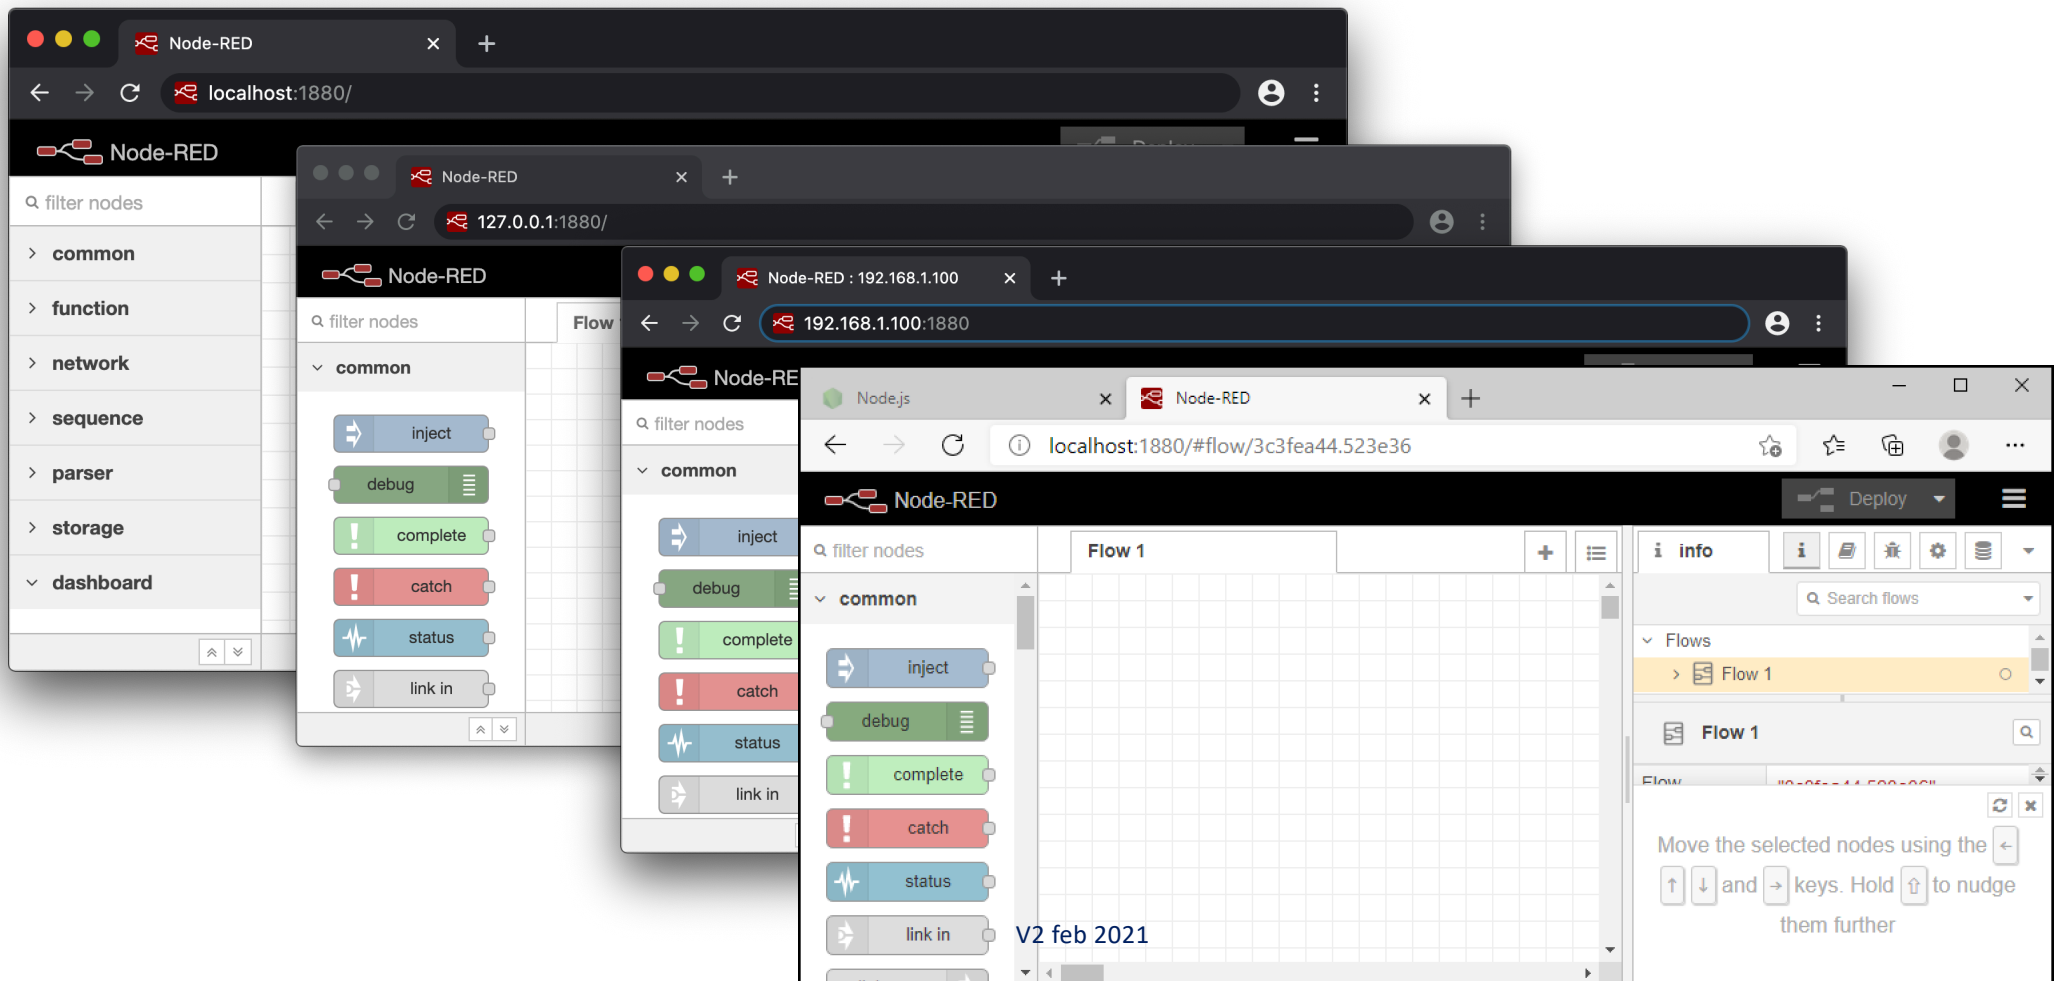 Node-RED
localhost:1880/
Node-RED
filter nodes
common
function
network
sequence
parser
storage
dashboard
Node-RED
127.0.0.1:1880/
Node-RED
filter nodes
Flow
common
inject
debug
complete
catch
status
link in
Node-RED : 192.168.1.100
192.168.1.100:1880
filter nodes
common
inject
debug
complete
catch
status
link in
Node.js
Node-RED
localhost:1880/#flow/3c3fea44.523e36
Node-RED
Deploy
filter nodes
Flow 1
info
common
Search flows
Flows
Flow 1
inject
debug
complete
catch
status
link in
Flow 1
Flow
Move the selected nodes using the ←
↑ ↓ and → keys. Hold ⇧ to nudge
them further
V2 feb 2021